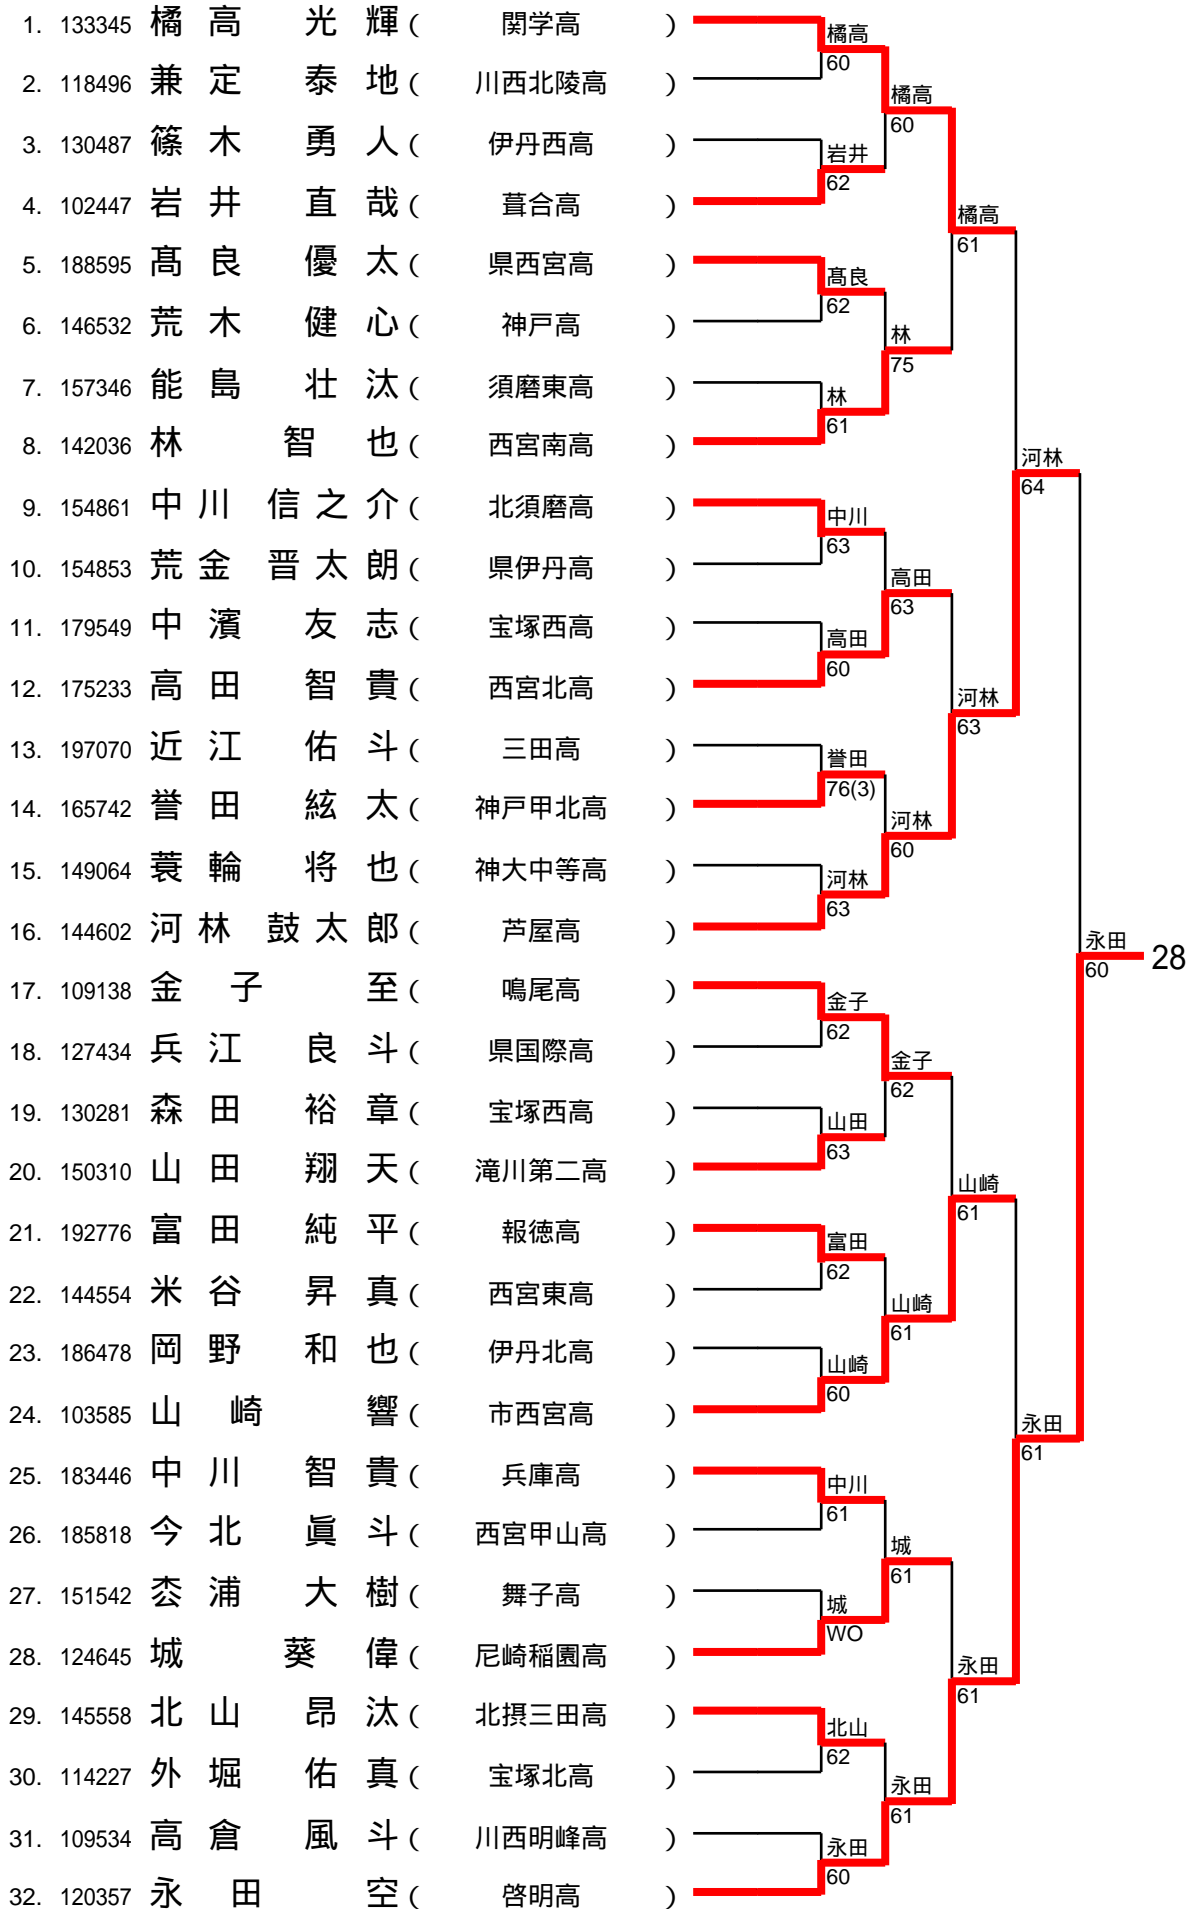 1. 133345 橘高 光輝 ( 関学高 )
2. 118496 兼定 泰地 ( 川西北陵高 )
3. 130487 篠木 勇人 ( 伊丹西高 )
4. 102447 岩井 直哉 ( 葺合高 )
5. 188595 髙良 優太 ( 県西宮高 )
6. 146532 荒木 健心 ( 神戸高 )
7. 157346 能島 壮汰 ( 須磨東高 )
8. 142036 林 智也 ( 西宮南高 )
9. 154861 中川 信之介 ( 北須磨高 )
10. 154853 荒金 晋太朗 ( 県伊丹高 )
11. 179549 中濱 友志 ( 宝塚西高 )
12. 175233 高田 智貴 ( 西宮北高 )
13. 197070 近江 佑斗 ( 三田高 )
14. 165742 誉田 絃太 ( 神戸甲北高 )
15. 149064 蓑輪 将也 ( 神大中等高 )
16. 144602 河林 鼓太郎 ( 芦屋高 )
17. 109138 金子 至 ( 鳴尾高 )
18. 127434 兵江 良斗 ( 県国際高 )
19. 130281 森田 裕章 ( 宝塚西高 )
20. 150310 山田 翔天 ( 滝川第二高 )
21. 192776 富田 純平 ( 報徳高 )
22. 144554 米谷 昇真 ( 西宮東高 )
23. 186478 岡野 和也 ( 伊丹北高 )
24. 103585 山崎 響 ( 市西宮高 )
25. 183446 中川 智貴 ( 兵庫高 )
26. 185818 今北 眞斗 ( 西宮甲山高 )
27. 151542 枩浦 大樹 ( 舞子高 )
28. 124645 城 葵偉 ( 尼崎稲園高 )
29. 145558 北山 昂汰 ( 北摂三田高 )
30. 114227 外堀 佑真 ( 宝塚北高 )
31. 109534 高倉 風斗 ( 川西明峰高 )
32. 120357 永田 空 ( 啓明高 )
橘高
60
岩井
62
髙良
62
林
61
中川
63
高田
60
誉田
76(3)
河林
63
金子
62
山田
63
富田
62
山崎
60
中川
61
城
WO
北山
62
永田
60
橘高
60
林
75
高田
63
河林
60
金子
62
山崎
61
城
61
永田
61
橘高
61
河林
63
山崎
61
永田
61
河林
64
永田
61
永田
60
28